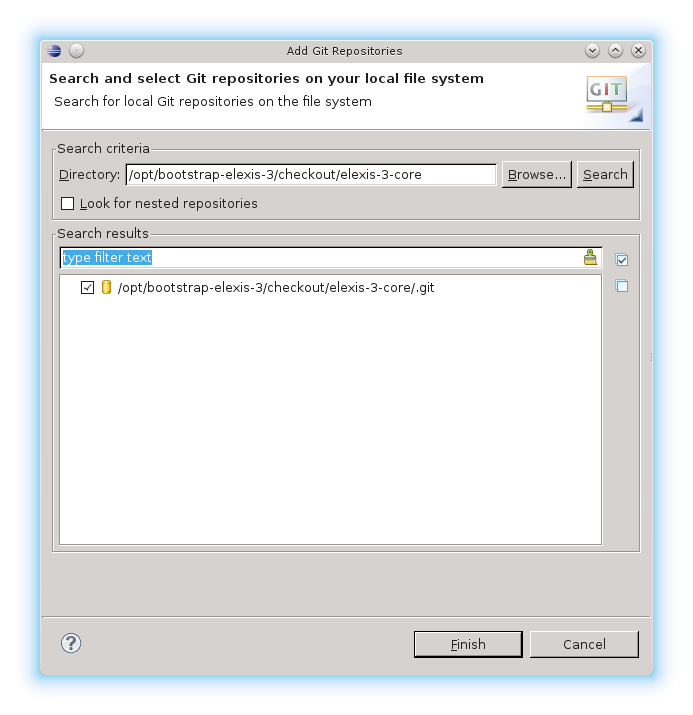 Add Git Repositories
Search and select Git repositories on your local file system
Search for local Git repositories on the file system
GIT
Search criteria
Directory: /opt/bootstrap-elexis-3/checkout/elexis-3-core Browse... Search
Look for nested repositories
Search results
type filter text
/opt/bootstrap-elexis-3/checkout/elexis-3-core/.git
? Finish Cancel